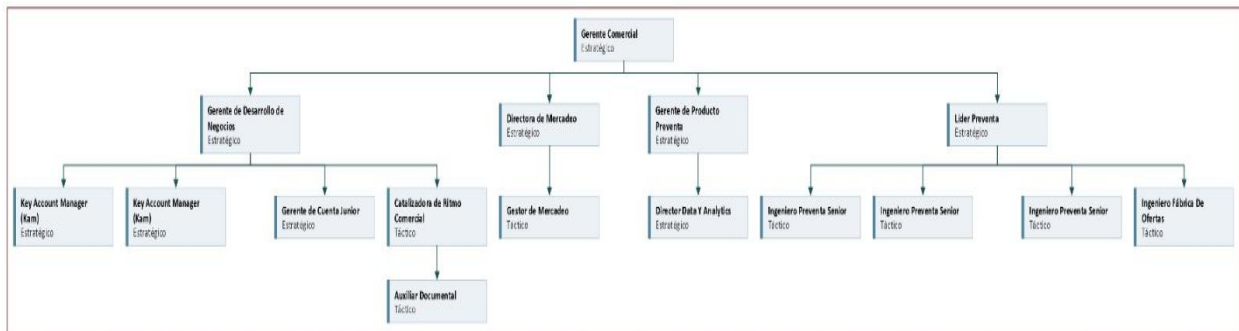 Gerente Comercial
Estratégico
Gerente de Desarrollo de
Negocios
Estratégico
Directora de Mercadeo
Estratégico
Gerente de Producto
Preventa
Estratégico
Líder Preventa
Estratégico
Key Account Manager
(Kam)
Estratégico
Key Account Manager
(Kam)
Estratégico
Gerente de Cuenta Junior
Estratégico
Catalizadora de Ritmo
Comercial
Táctico
Gestor de Mercadeo
Táctico
Director Data Y Analytics
Estratégico
Ingeniero Preventa Senior
Táctico
Ingeniero Preventa Senior
Táctico
Ingeniero Preventa Senior
Táctico
Ingeniero Fábrica De
Ofertas
Táctico
Auxiliar Documental
Táctico